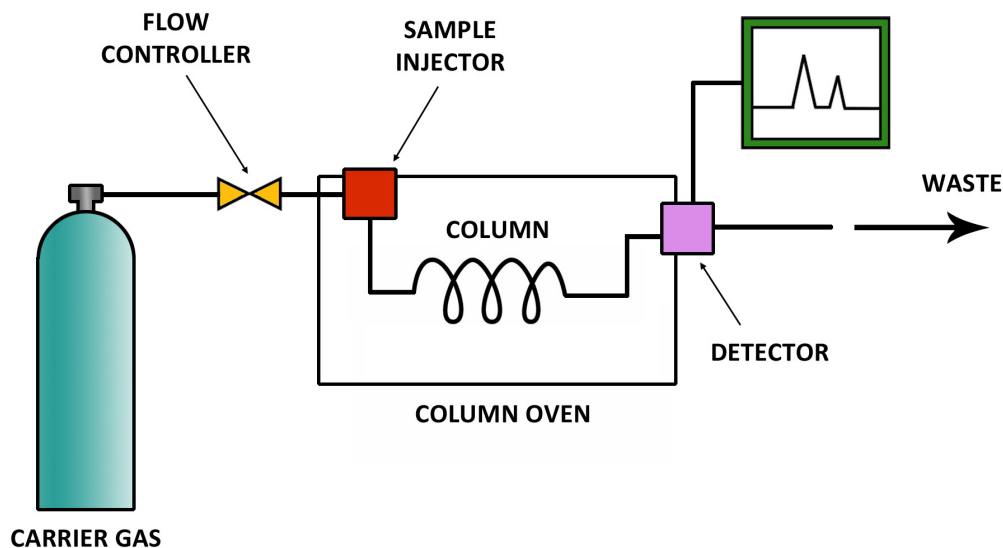 FLOW
CONTROLLER
SAMPLE
INJECTOR
WASTE
COLUMN
DETECTOR
COLUMN OVEN
CARRIER GAS